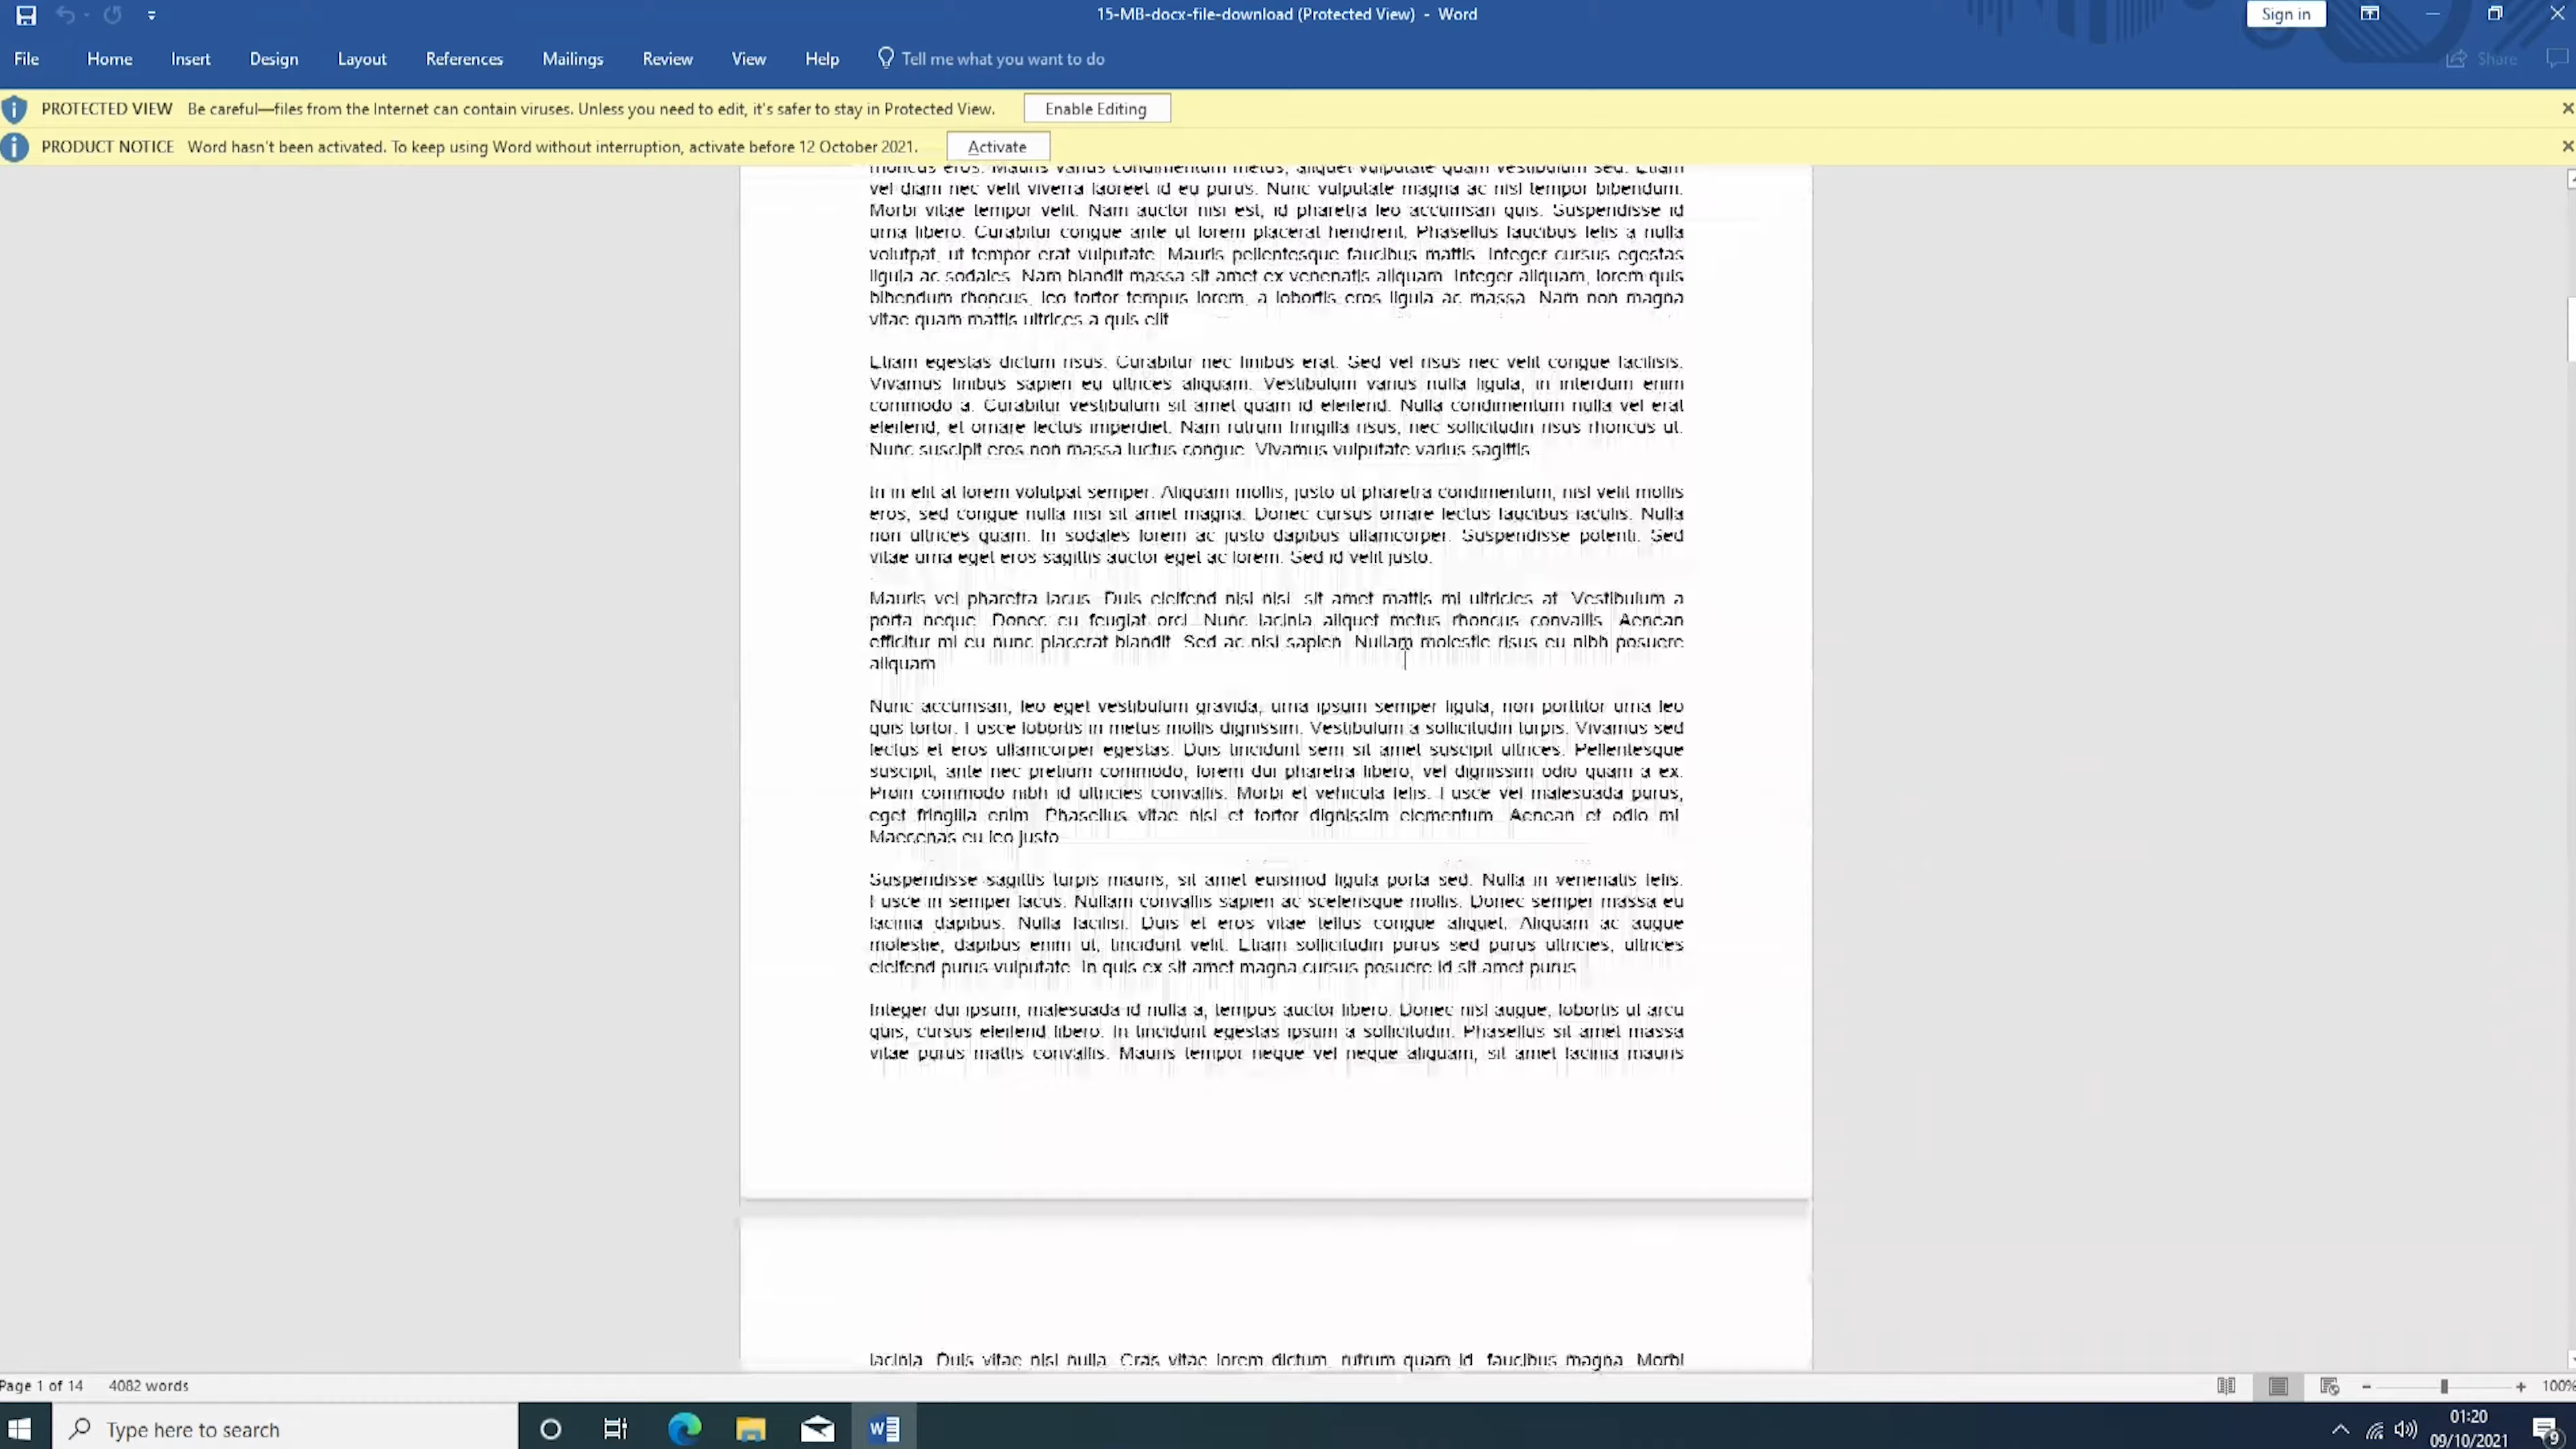 15-MB-docx-file-download (Protected View) - Word
Sign in
File Home Insert Design Layout References Mailings Review View Help Tell me what you want to do
Share
PROTECTED VIEW Be careful—files from the Internet can contain viruses. Unless you need to edit, it's safer to stay in Protected View. Enable Editing
PRODUCT NOTICE Word hasn't been activated. To keep using Word without interruption, activate before 12 October 2021. Activate
rhoncus eros. Mauris varius condimentum metus, aliquet vulputate quam vestibulum sed. Etiam
vel diam nec velit viverra laoreet id eu purus. Nunc vulputate magna ac nisl tempor bibendum.
Morbi vitae tempor velit. Nam auctor nisi est, id pharetra leo accumsan quis. Suspendisse id
urna libero. Curabitur congue ante ut lorem placerat hendrerit. Phasellus faucibus felis a nulla
volutpat, ut tempor erat vulputate. Mauris pellentesque faucibus mattis. Integer cursus egestas
ligula ac sodales. Nam blandit massa sit amet ex venenatis aliquam. Integer aliquam, lorem quis
bibendum rhoncus, leo tortor tempus lorem, a lobortis eros ligula ac massa. Nam non magna
vitae quam mattis ultrices a quis elit.
Etiam egestas dictum risus. Curabitur nec finibus erat. Sed vel risus nec velit congue facilisis.
Vivamus finibus sapien eu ultrices aliquam. Vestibulum varius nulla ligula, in interdum enim
commodo a. Curabitur vestibulum sit amet quam id eleifend. Nulla condimentum nulla vel erat
eleifend, et ornare lectus imperdiet. Nam rutrum fringilla risus, nec sollicitudin risus rhoncus ut.
Nunc suscipit eros non massa luctus congue. Vivamus vulputate varius sagittis.
In in elit at lorem volutpat semper. Aliquam mollis, justo ut pharetra condimentum, nisl velit mollis
eros, sed congue nulla nisi sit amet magna. Donec cursus ornare lectus faucibus iaculis. Nulla
non ultrices quam. In sodales lorem ac justo dapibus ullamcorper. Suspendisse potenti. Sed
vitae urna eget eros sagittis auctor eget ac lorem. Sed id velit justo.
Mauris vel pharetra lacus. Duis eleifend nisl nisl, sit amet mattis mi ultricies at. Vestibulum a
porta neque. Donec eu feugiat orci. Nunc lacinia aliquet metus rhoncus convallis. Aenean
efficitur mi eu nunc placerat blandit. Sed ac nisl sapien. Nullam molestie risus eu nibh posuere
aliquam.
Nunc accumsan, leo eget vestibulum gravida, urna ipsum semper ligula, non porttitor urna leo
quis tortor. Fusce lobortis in metus mollis dignissim. Vestibulum a sollicitudin turpis. Vivamus sed
lectus et eros ullamcorper egestas. Duis tincidunt sem sit amet suscipit ultrices. Pellentesque
suscipit, ante nec pretium commodo, lorem dui pharetra libero, vel dignissim odio quam a ex.
Proin commodo nibh id ultricies convallis. Morbi et vehicula felis. Fusce vel malesuada purus,
eget fringilla enim. Phasellus vitae nisl et tortor dignissim elementum. Aenean et odio mi.
Maecenas eu leo justo.
Suspendisse sagittis turpis mauris, sit amet euismod ligula porta sed. Nulla in venenatis felis.
Fusce in semper lacus. Nullam convallis sapien ac scelerisque mollis. Donec semper massa eu
lacinia dapibus. Nulla facilisi. Duis et eros vitae tellus congue aliquet. Aliquam ac augue
molestie, dapibus enim ut, tincidunt velit. Etiam sollicitudin purus sed purus ultricies, ultrices
eleifend purus vulputate. In quis ex sit amet magna cursus posuere id sit amet purus.
Integer dui ipsum, malesuada id nulla a, tempus auctor libero. Donec nisl augue, lobortis ut arcu
quis, cursus eleifend libero. In tincidunt egestas ipsum a sollicitudin. Phasellus sit amet massa
vitae purus mattis convallis. Mauris tempor neque vel neque aliquam, sit amet lacinia mauris
lacinia. Duis vitae nisl nulla. Cras vitae lorem dictum, rutrum quam id, faucibus magna. Morbi
Page 1 of 14 4082 words
100%
Type here to search
01:20
09/10/2021
9